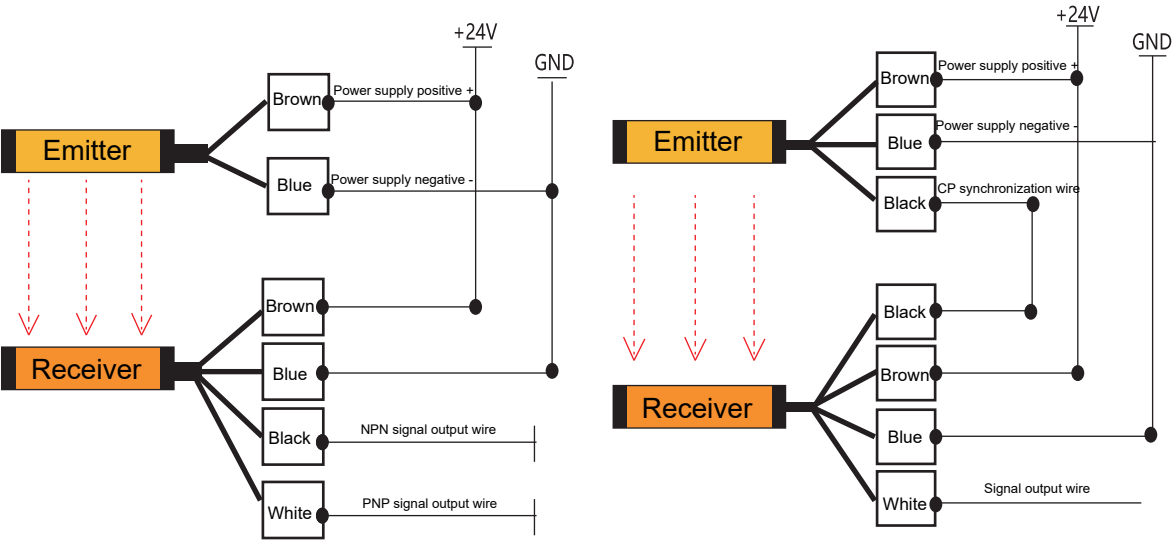 +24V
GND
Brown
Power supply positive +
Emitter
Blue
Power supply negative -
Brown
Receiver
Blue
Black
NPN signal output wire
White
PNP signal output wire
+24V
GND
Brown
Power supply positive +
Emitter
Blue
Power supply negative -
Black
CP synchronization wire
Black
Brown
Receiver
Blue
White
Signal output wire